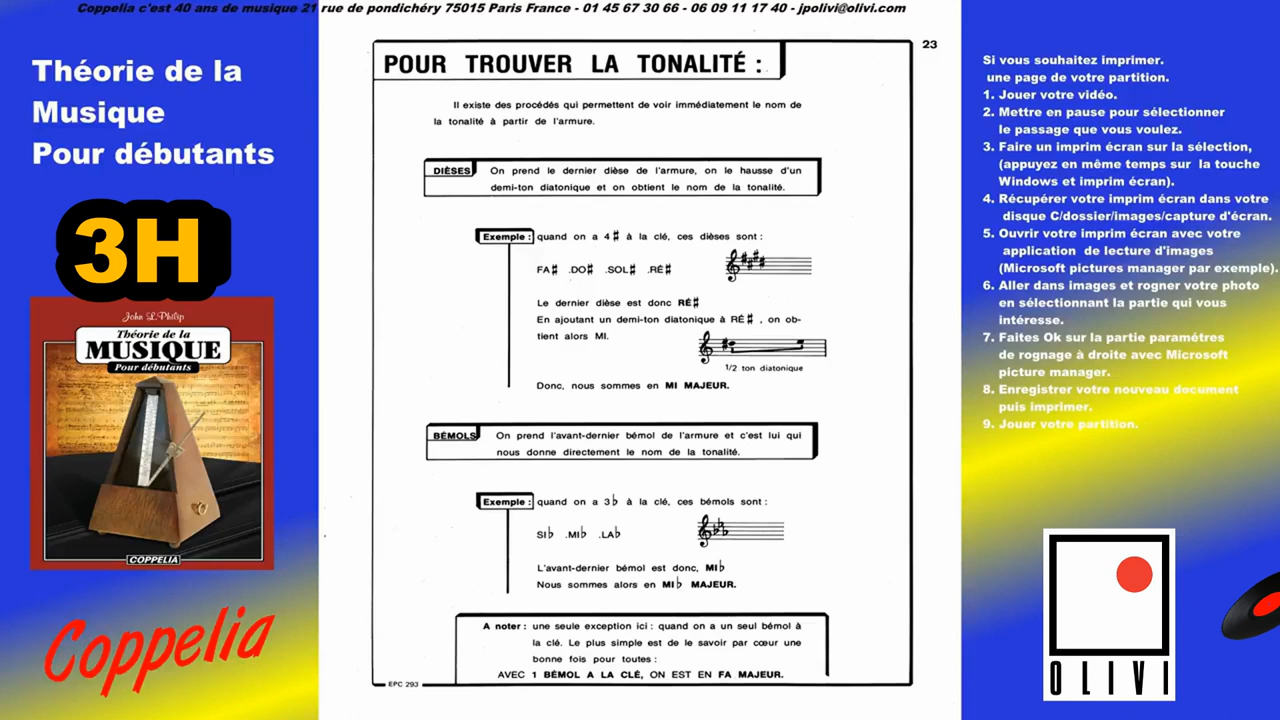 Coppelia c'est 40 ans de musique 21 rue de pondichéry 75015 Paris France - 01 45 67 30 66 - 06 09 11 17 40 - jpolivi@olivi.com
Théorie de la
Musique
Pour débutants
3H
John L. Philip
Théorie de la
MUSIQUE
Pour débutants
COPPELIA
Coppelia
23
POUR TROUVER LA TONALITÉ :
Il existe des procédés qui permettent de voir immédiatement le nom de
la tonalité à partir de l'armure.
DIÈSES On prend le dernier dièse de l'armure, on le hausse d'un
demi-ton diatonique et on obtient le nom de la tonalité.
Exemple : quand on a 4 ♯ à la clé, ces dièses sont :
FA♯ .DO♯ .SOL♯ .RÉ♯
Le dernier dièse est donc RÉ♯
En ajoutant un demi-ton diatonique à RÉ♯ , on ob-
tient alors MI.
1/2 ton diatonique
Donc, nous sommes en MI MAJEUR.
BÉMOLS On prend l'avant-dernier bémol de l'armure et c'est lui qui
nous donne directement le nom de la tonalité.
Exemple : quand on a 3♭ à la clé, ces bémols sont :
SI♭ .MI♭ .LA♭
L'avant-dernier bémol est donc, MI♭
Nous sommes alors en MI♭ MAJEUR.
A noter : une seule exception ici : quand on a un seul bémol à
la clé. Le plus simple est de le savoir par cœur une
bonne fois pour toutes :
AVEC 1 BÉMOL A LA CLÉ, ON EST EN FA MAJEUR.
EPC 293
Si vous souhaitez imprimer.
une page de votre partition.
1. Jouer votre vidéo.
2. Mettre en pause pour sélectionner
le passage que vous voulez.
3. Faire un imprim écran sur la sélection,
(appuyez en même temps sur la touche
Windows et imprim écran).
4. Récupérer votre imprim écran dans votre
disque C/dossier/images/capture d'écran.
5. Ouvrir votre imprim écran avec votre
application de lecture d'images
(Microsoft pictures manager par exemple).
6. Aller dans images et rogner votre photo
en sélectionnant la partie qui vous
intéresse.
7. Faites Ok sur la partie paramétres
de rognage à droite avec Microsoft
picture manager.
8. Enregistrer votre nouveau document
puis imprimer.
9. Jouer votre partition.
OLIVI